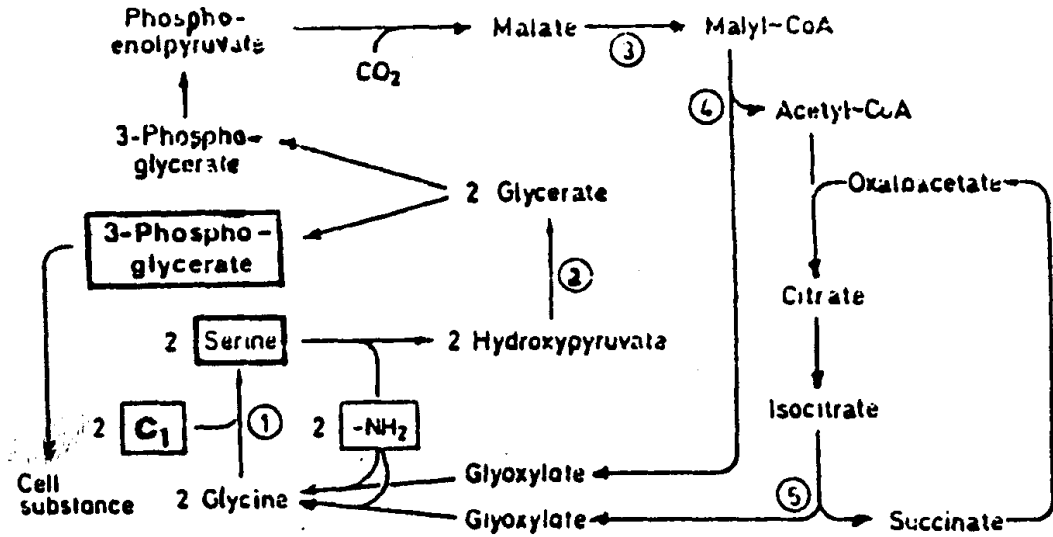 Phospho-
enolpyruvate
CO₂
Malate
3
Malyl-CoA
4
Acetyl-CoA
3-Phospho-
glycerate
2 Glycerate
Oxaloacetate
3-Phospho-
glycerate
2
Citrate
2 Serine
2 Hydroxypyruvata
Isocitrate
2 C₁
1
2 -NH₂
Cell
substance
2 Glycine
Glyoxylate
Glyoxylate
5
Succinate